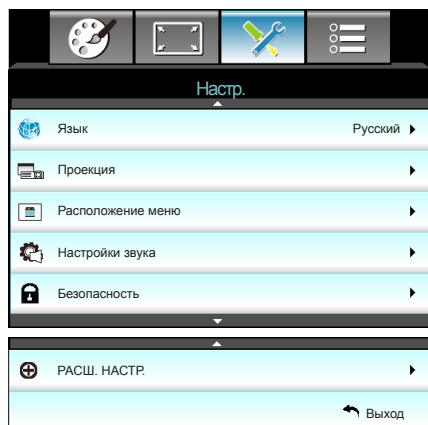 Настр.
Язык Русский
Проекция
Расположение меню
Настройки звука
Безопасность
РАСШ. НАСТР.
Выход